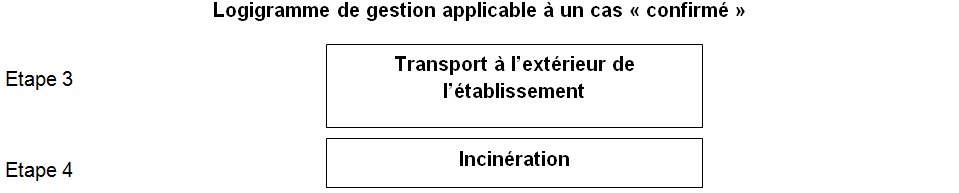 Logigramme de gestion applicable à un cas « confirmé »
Etape 3
Transport à l’extérieur de
l’établissement
Etape 4
Incinération